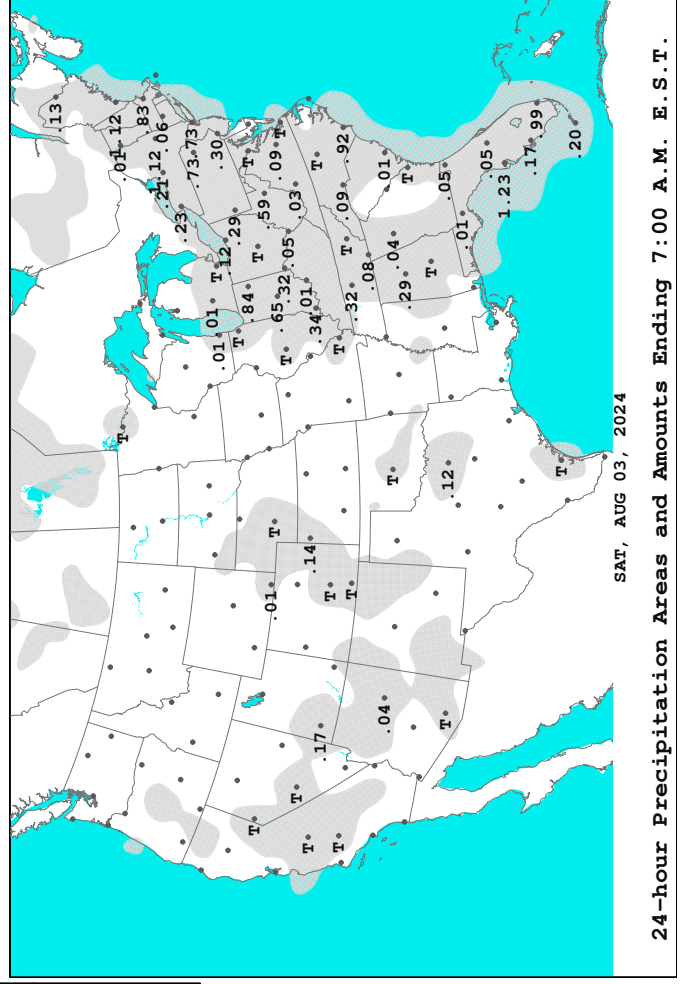 .13
.01 .12
T
.83
.12
.21 .06
.23
.73 .73
.01 T .30
.01 .12
T .29
.84 T
T T
.59
.01
T .65 .09 T
T .32 .05
T .03
T .14 .01
.34 T
.17
T T
T .09 .92
T .32 T
.08
.04 .01
T .04
.29 T
T
T .12 .05
.01
.05
1.23
.17 .99
T .20
SAT, AUG 03, 2024
24-hour Precipitation Areas and Amounts Ending 7:00 A.M. E.S.T.